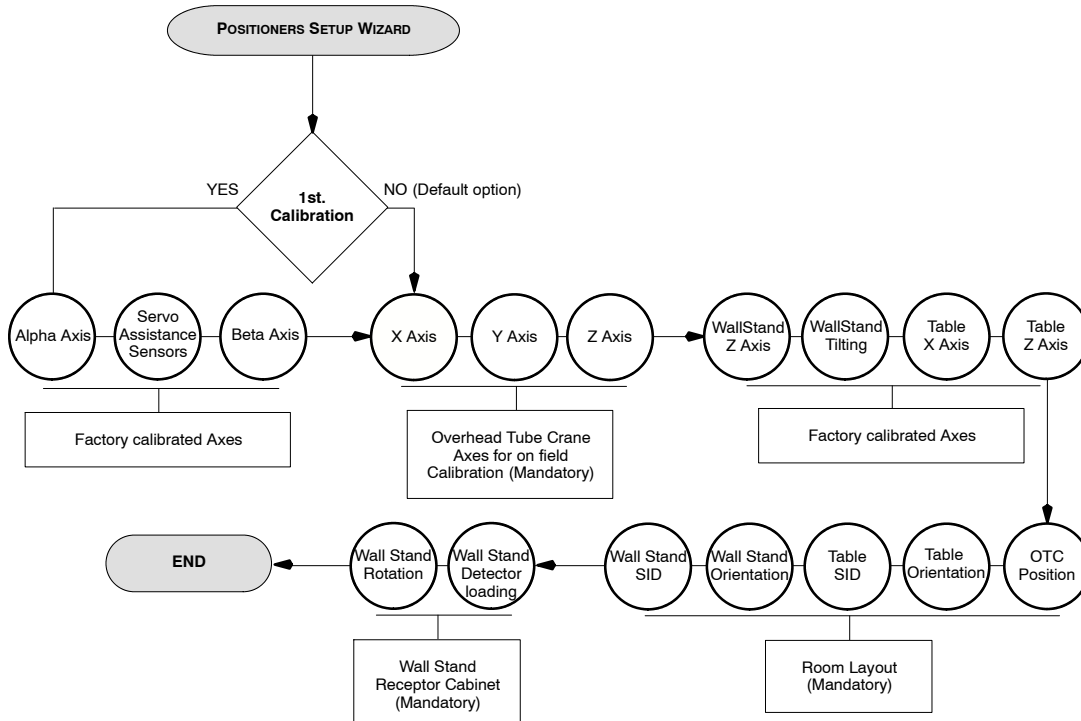 POSITIONERS SETUP WIZARD
YES
NO (Default option)
1st.
Calibration
Alpha Axis
Servo
Assistance
Sensors
Beta Axis
X Axis
Y Axis
Z Axis
WallStand
Z Axis
WallStand
Tilting
Table
X Axis
Table
Z Axis
Factory calibrated Axes
Overhead Tube Crane
Axes for on field
Calibration (Mandatory)
Factory calibrated Axes
END
Wall Stand
Rotation
Wall Stand
Detector
loading
Wall Stand
SID
Wall Stand
Orientation
Table
SID
Table
Orientation
OTC
Position
Wall Stand
Receptor Cabinet
(Mandatory)
Room Layout
(Mandatory)